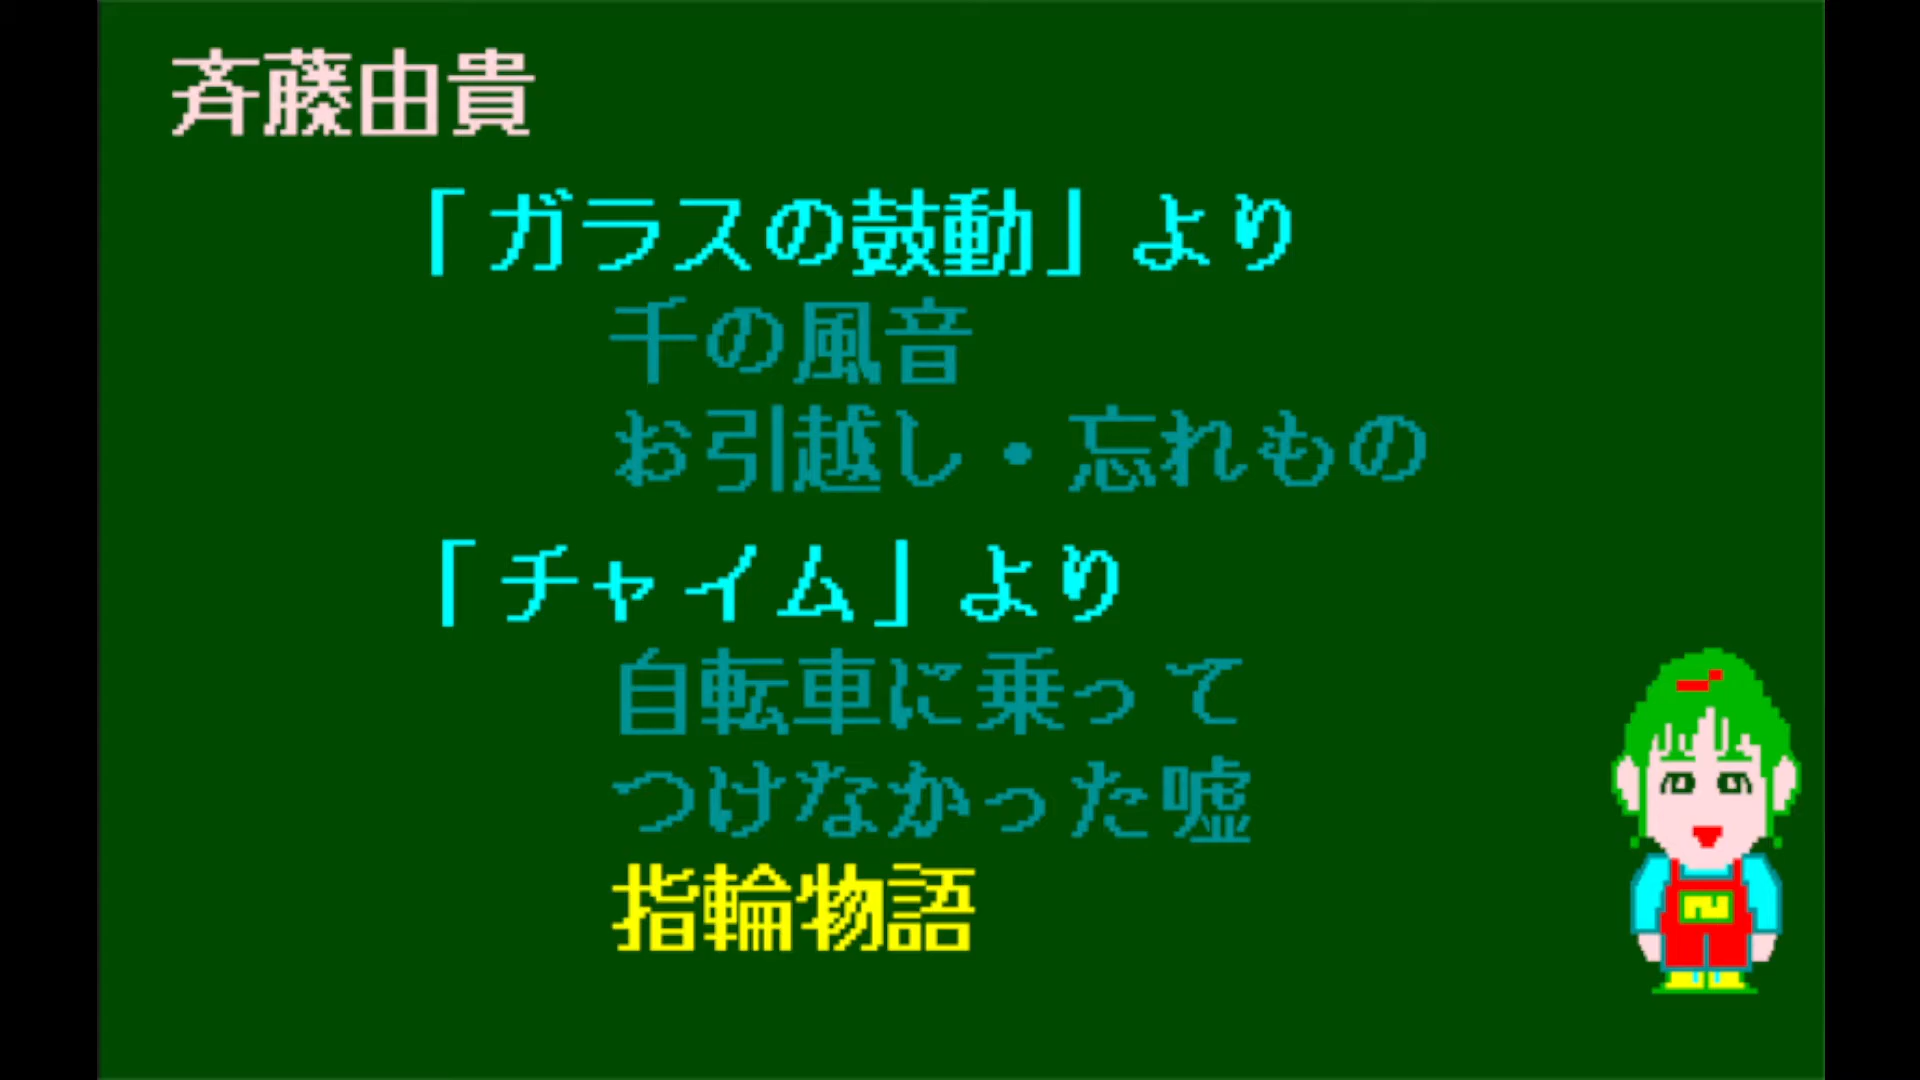 斉藤由貴
「ガラスの鼓動」より
千の風音
お引越し・忘れもの
「チャイム」より
自転車に乗って
つけなかった嘘
指輪物語